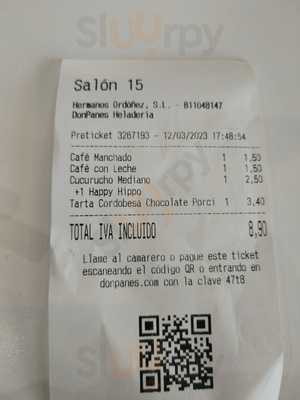 Sluurpy
Salón 15
Hermanos Ordóñez, S.L. - B11048147
DonPanes Heladería
Preticket 3267193 - 12/03/2023 17:48:54
Café Manchado 1 1,50
Café con Leche 1 1,50
Cucurucho Mediano 1 2,50
+1 Happy Hippo
Tarta Cordobesa Chocolate Porci 1 3,40
TOTAL IVA INCLUIDO 8,90
Llame al camarero o pague este ticket
escaneando el código QR o entrando en
donpanes.com con la clave 47t8